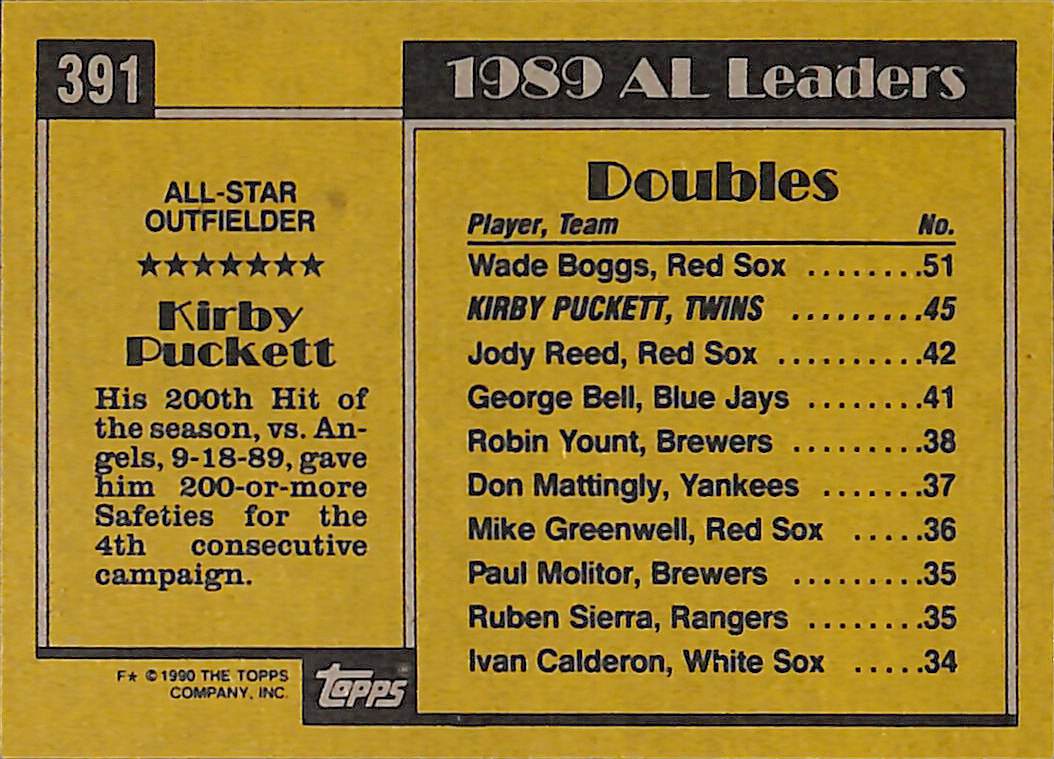 391
1989 AL Leaders
ALL-STAR
OUTFIELDER
★★★★★★★
Kirby
Puckett
His 200th Hit of
the season, vs. An-
gels, 9-18-89, gave
him 200-or-more
Safeties for the
4th consecutive
campaign.
F★ © 1990 THE TOPPS
COMPANY, INC.
Topps
Doubles
Player, Team No.
Wade Boggs, Red Sox ........51
KIRBY PUCKETT, TWINS .........45
Jody Reed, Red Sox ..........42
George Bell, Blue Jays ........41
Robin Yount, Brewers .........38
Don Mattingly, Yankees .......37
Mike Greenwell, Red Sox .....36
Paul Molitor, Brewers .........35
Ruben Sierra, Rangers ........35
Ivan Calderon, White Sox .....34